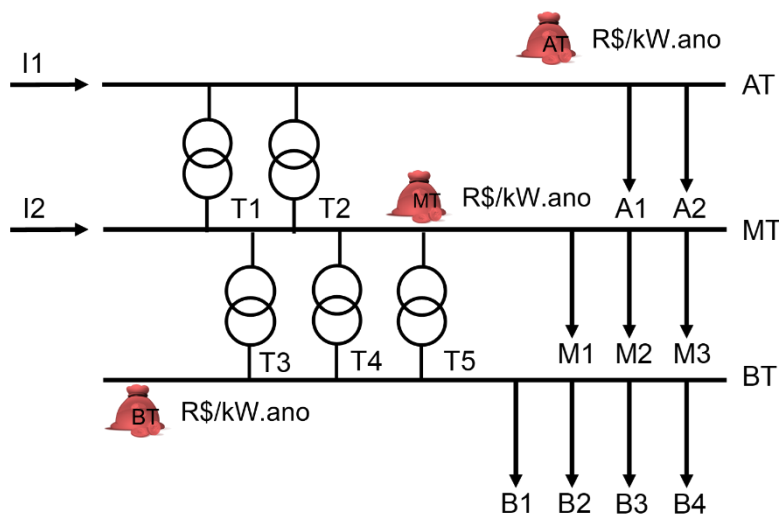 AT R$/kW.ano
I1
AT
I2
T1 T2
MT R$/kW.ano
A1 A2
MT
T3 T4 T5
M1 M2 M3
BT
BT R$/kW.ano
B1 B2 B3 B4